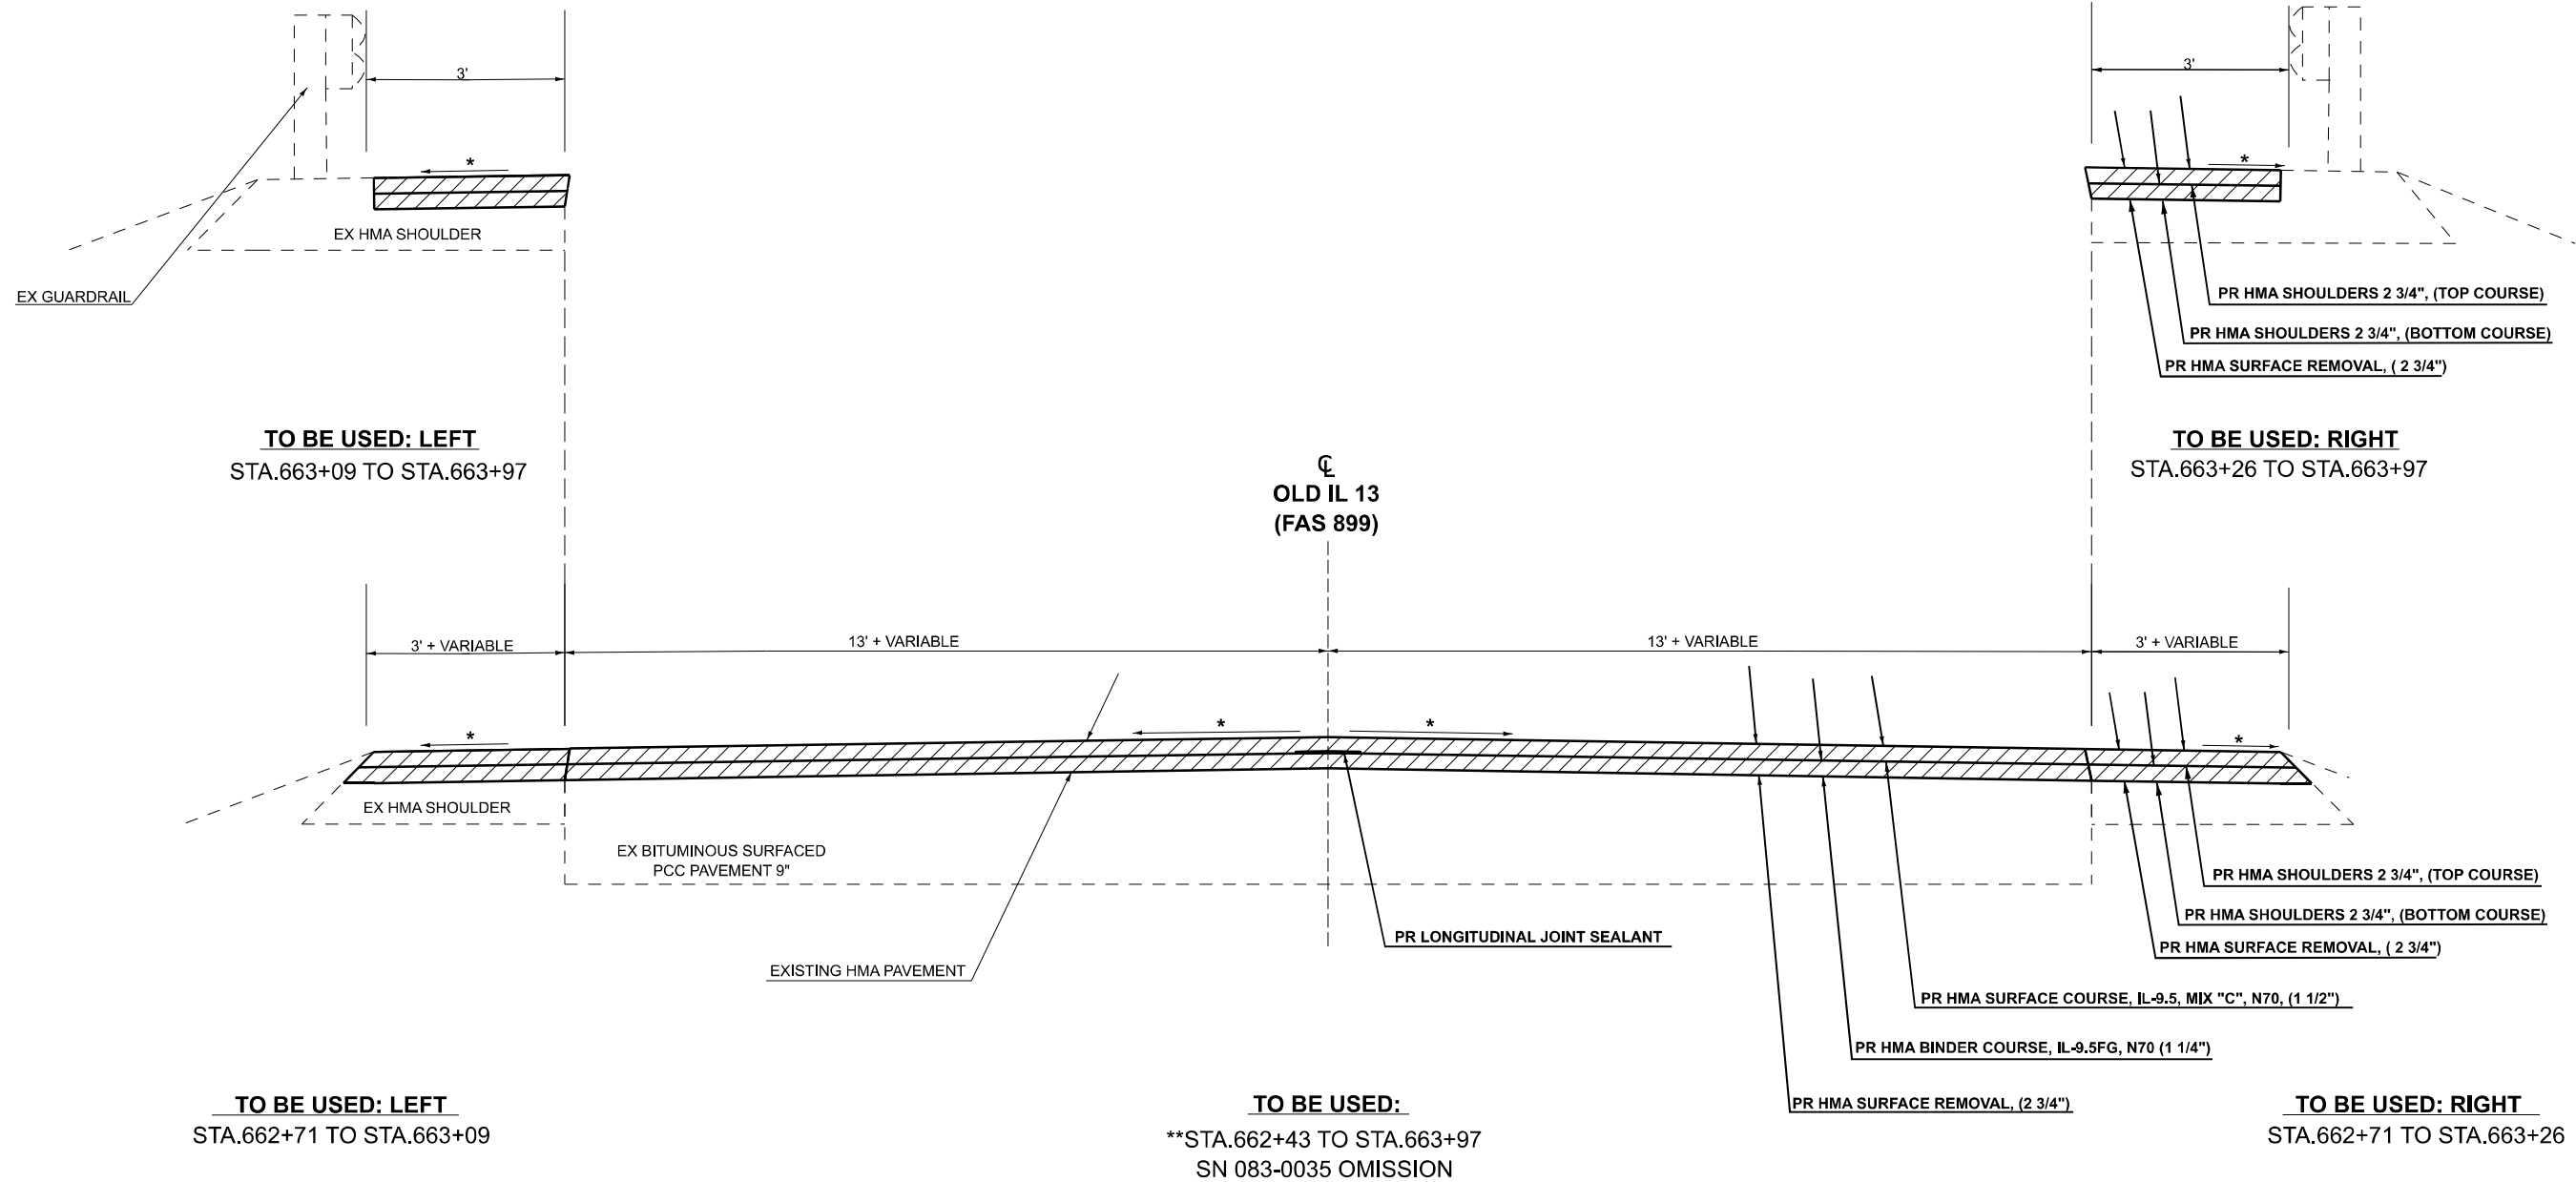 3'
3'
*
*
EX HMA SHOULDER
EX GUARDRAIL
PR HMA SHOULDERS 2 3/4", (TOP COURSE)
PR HMA SHOULDERS 2 3/4", (BOTTOM COURSE)
PR HMA SURFACE REMOVAL, ( 2 3/4")
TO BE USED: LEFT
STA.663+09 TO STA.663+97
TO BE USED: RIGHT
STA.663+26 TO STA.663+97
℄
OLD IL 13
(FAS 899)
3' + VARIABLE
13' + VARIABLE
13' + VARIABLE
3' + VARIABLE
*
*
*
*
EX HMA SHOULDER
EX BITUMINOUS SURFACED
PCC PAVEMENT 9"
PR HMA SHOULDERS 2 3/4", (TOP COURSE)
PR HMA SHOULDERS 2 3/4", (BOTTOM COURSE)
PR LONGITUDINAL JOINT SEALANT
PR HMA SURFACE REMOVAL, ( 2 3/4")
EXISTING HMA PAVEMENT
PR HMA SURFACE COURSE, IL-9.5, MIX "C", N70, (1 1/2")
PR HMA BINDER COURSE, IL-9.5FG, N70 (1 1/4")
PR HMA SURFACE REMOVAL, (2 3/4")
TO BE USED: LEFT
STA.662+71 TO STA.663+09
TO BE USED:
**STA.662+43 TO STA.663+97
SN 083-0035 OMISSION
TO BE USED: RIGHT
STA.662+71 TO STA.663+26